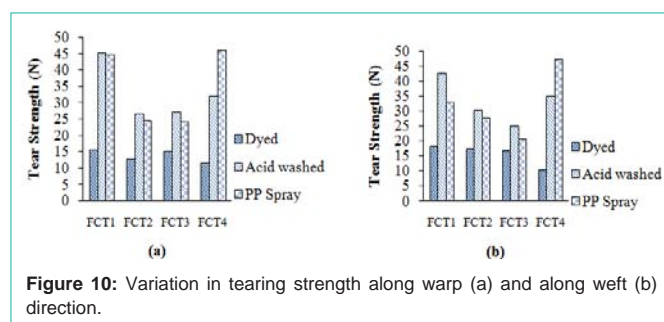 50
45
40
35
30
25
20
15
10
5
0
Tear Strength (N)
FCT1 FCT2 FCT3 FCT4
Dyed
Acid washed
PP Spray
(a)
50
45
40
35
30
25
20
15
10
5
0
Tear Strength (N)
FCT1 FCT2 FCT3 FCT4
Dyed
Acid washed
PP Spray
(b)
Figure 10: Variation in tearing strength along warp (a) and along weft (b)
direction.